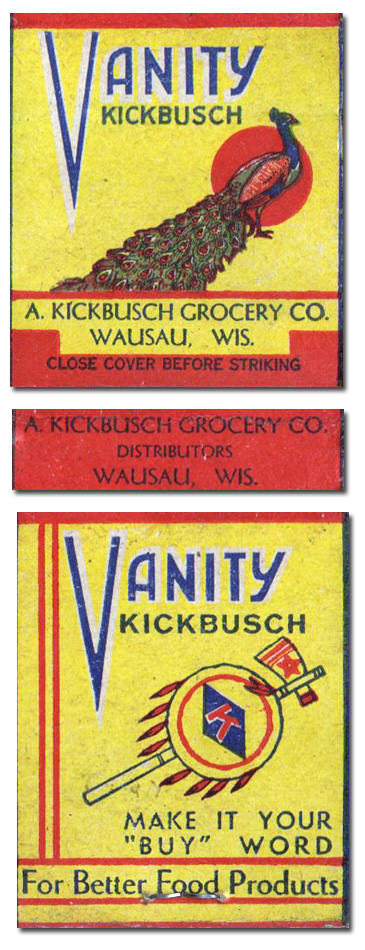 VANITY
KICKBUSCH
A. KICKBUSCH GROCERY CO.
WAUSAU, WIS.
CLOSE COVER BEFORE STRIKING
A. KICKBUSCH GROCERY CO.
DISTRIBUTORS
WAUSAU, WIS.
VANITY
KICKBUSCH
K
MAKE IT YOUR
"BUY" WORD
For Better Food Products